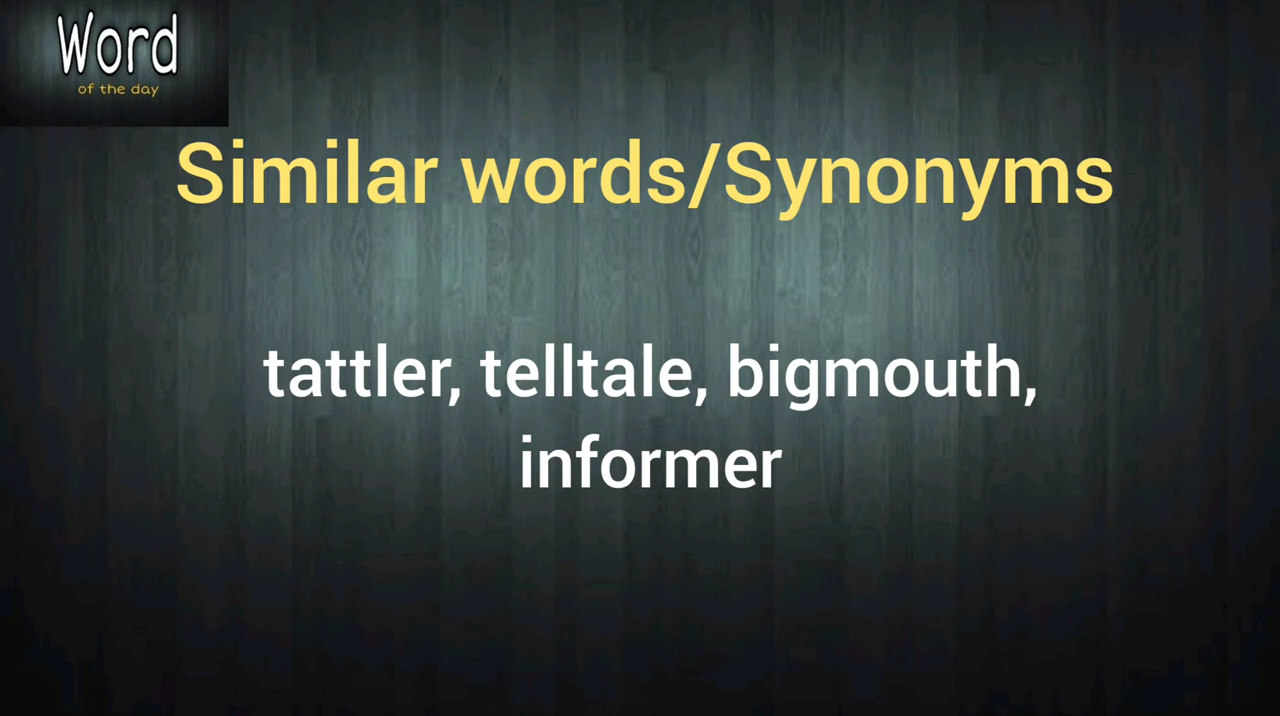 Word
of the day
Similar words/Synonyms
tattler, telltale, bigmouth,
informer